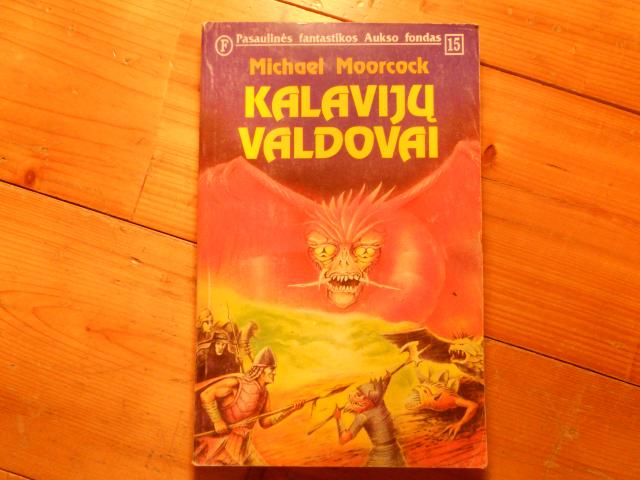 F Pasaulinės fantastikos Aukso fondas 15
Michael Moorcock
KALAVIJŲ
VALDOVAI